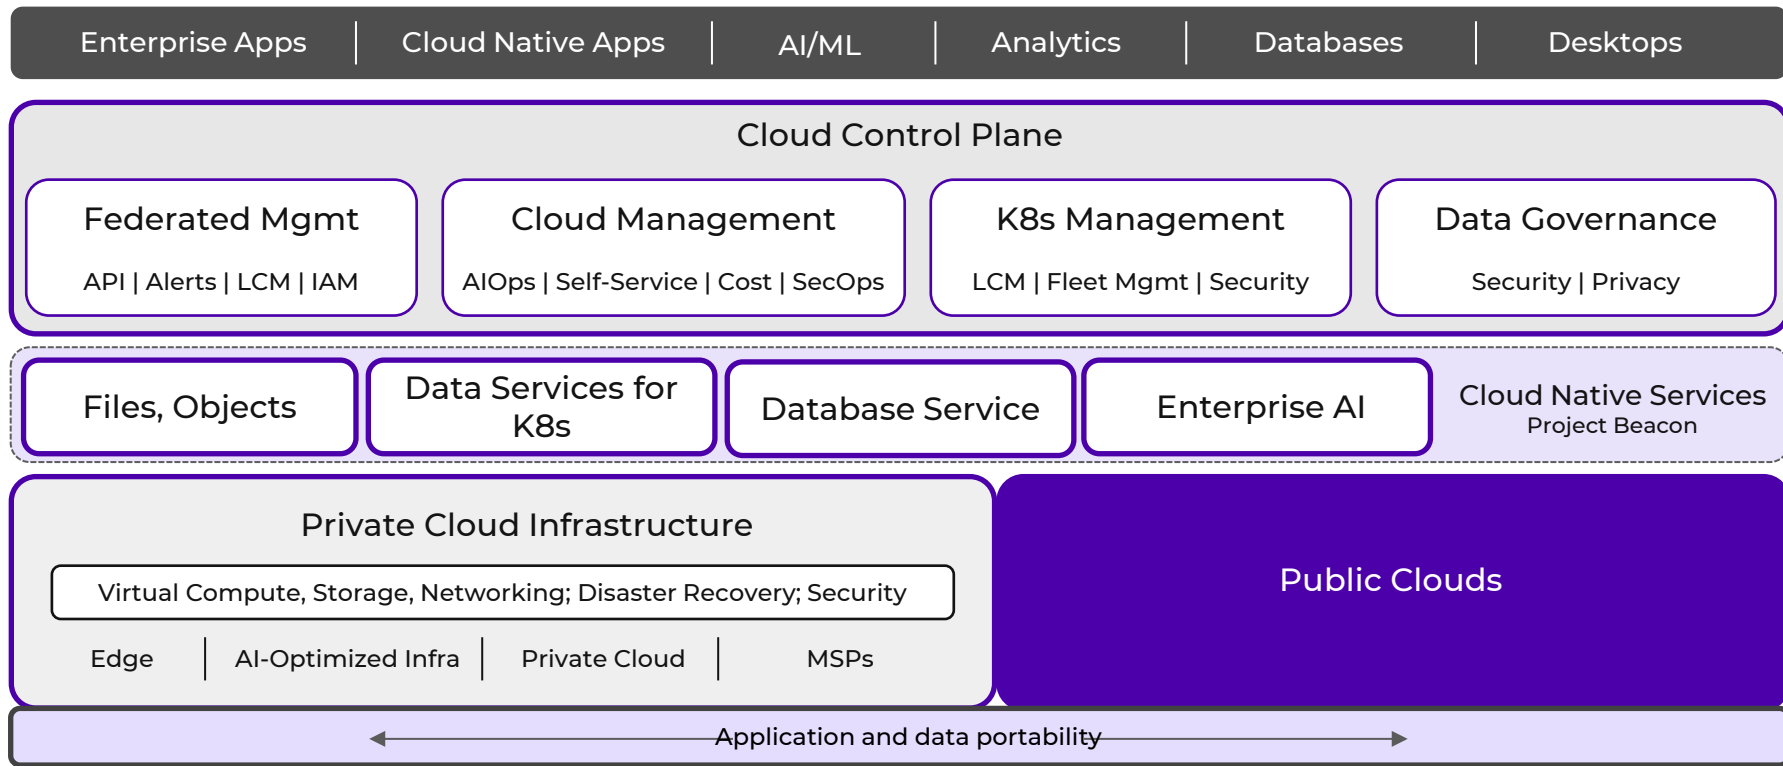 Enterprise Apps | Cloud Native Apps | AI/ML | Analytics | Databases | Desktops
Cloud Control Plane
Federated Mgmt
API | Alerts | LCM | IAM
Cloud Management
AIOps | Self-Service | Cost | SecOps
K8s Management
LCM | Fleet Mgmt | Security
Data Governance
Security | Privacy
Files, Objects
Data Services for
K8s
Database Service
Enterprise AI
Cloud Native Services
Project Beacon
Private Cloud Infrastructure
Virtual Compute, Storage, Networking; Disaster Recovery; Security
Edge | AI-Optimized Infra | Private Cloud | MSPs
Public Clouds
Application and data portability